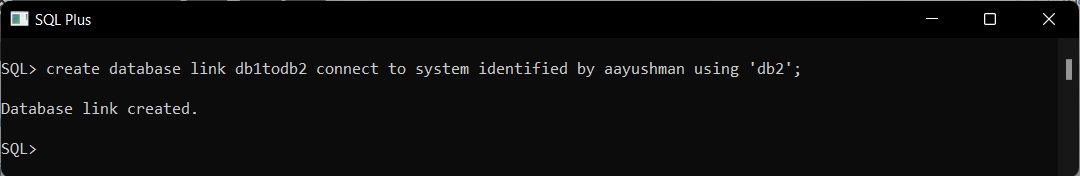 SQL Plus
SQL> create database link db1todb2 connect to system identified by aayushman using 'db2';
Database link created.
SQL>